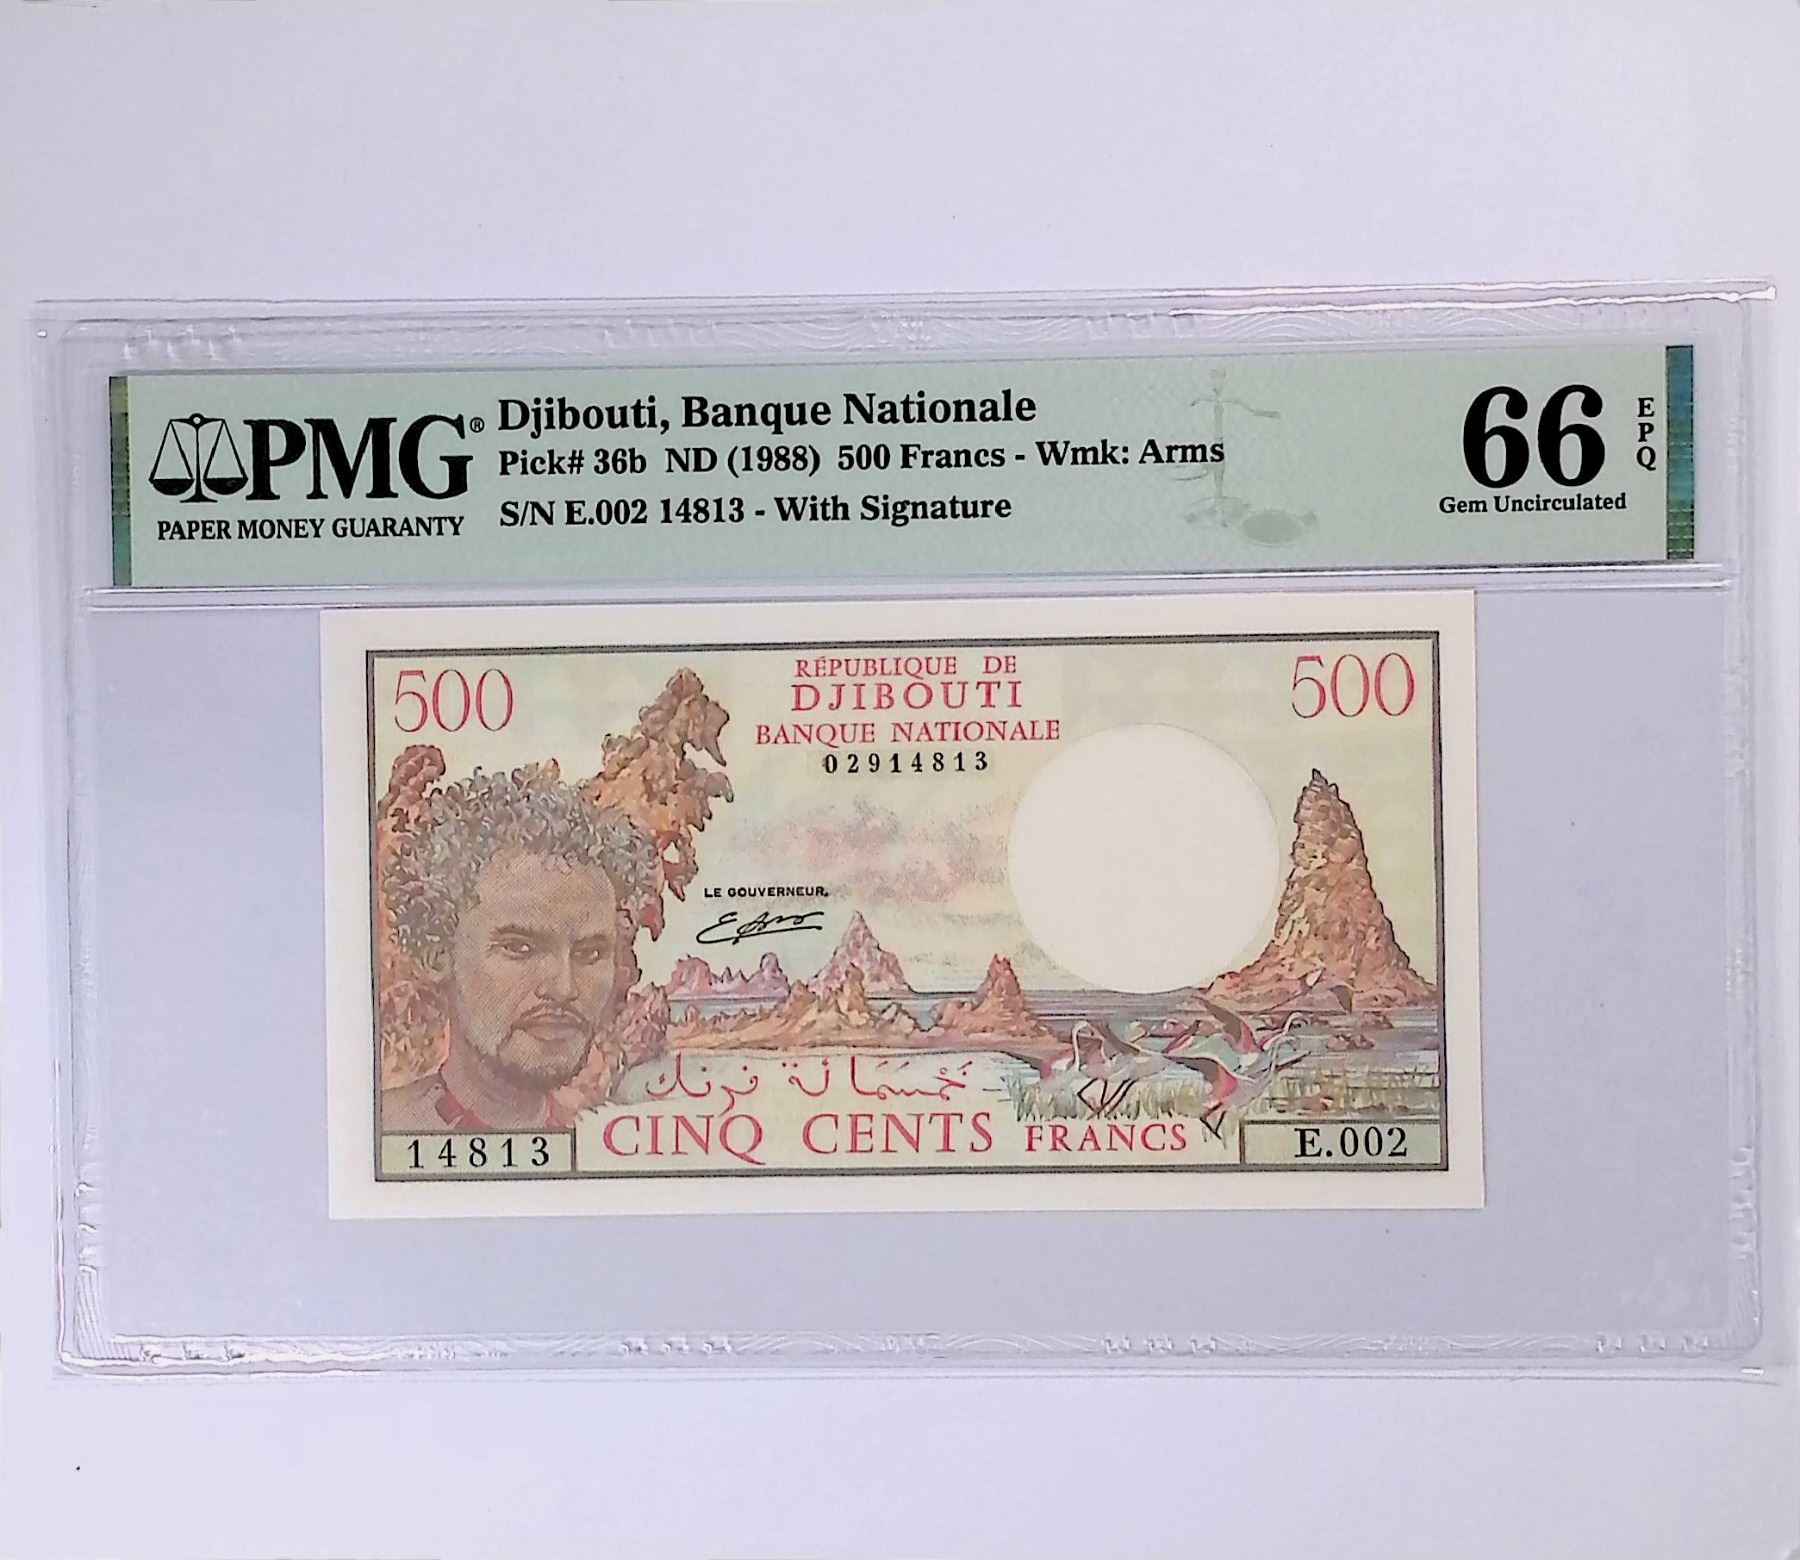 PMG®
PAPER MONEY GUARANTY
Djibouti, Banque Nationale
Pick# 36b ND (1988) 500 Francs - Wmk: Arms
S/N E.002 14813 - With Signature
66
EPQ
Gem Uncirculated
500
RÉPUBLIQUE DE
DJIBOUTI
BANQUE NATIONALE
02914813
500
LE GOUVERNEUR.
خمسمائة فرنك
CINQ CENTS FRANCS
14813
E.002